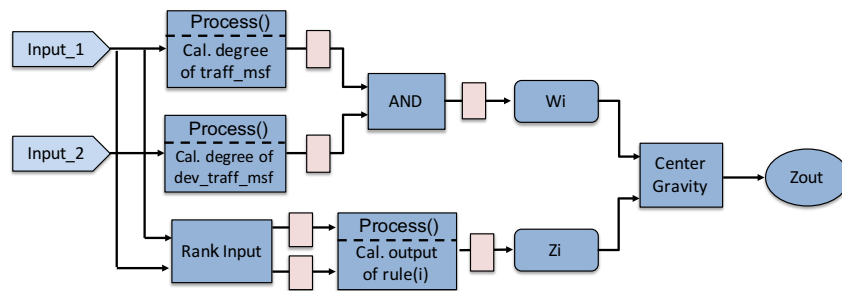 Input_1
Process()
Cal. degree
of traff_msf
AND
Wi
Input_2
Process()
Cal. degree of
dev_traff_msf
Center
Gravity
Zout
Rank Input
Process()
Cal. output
of rule(i)
Zi